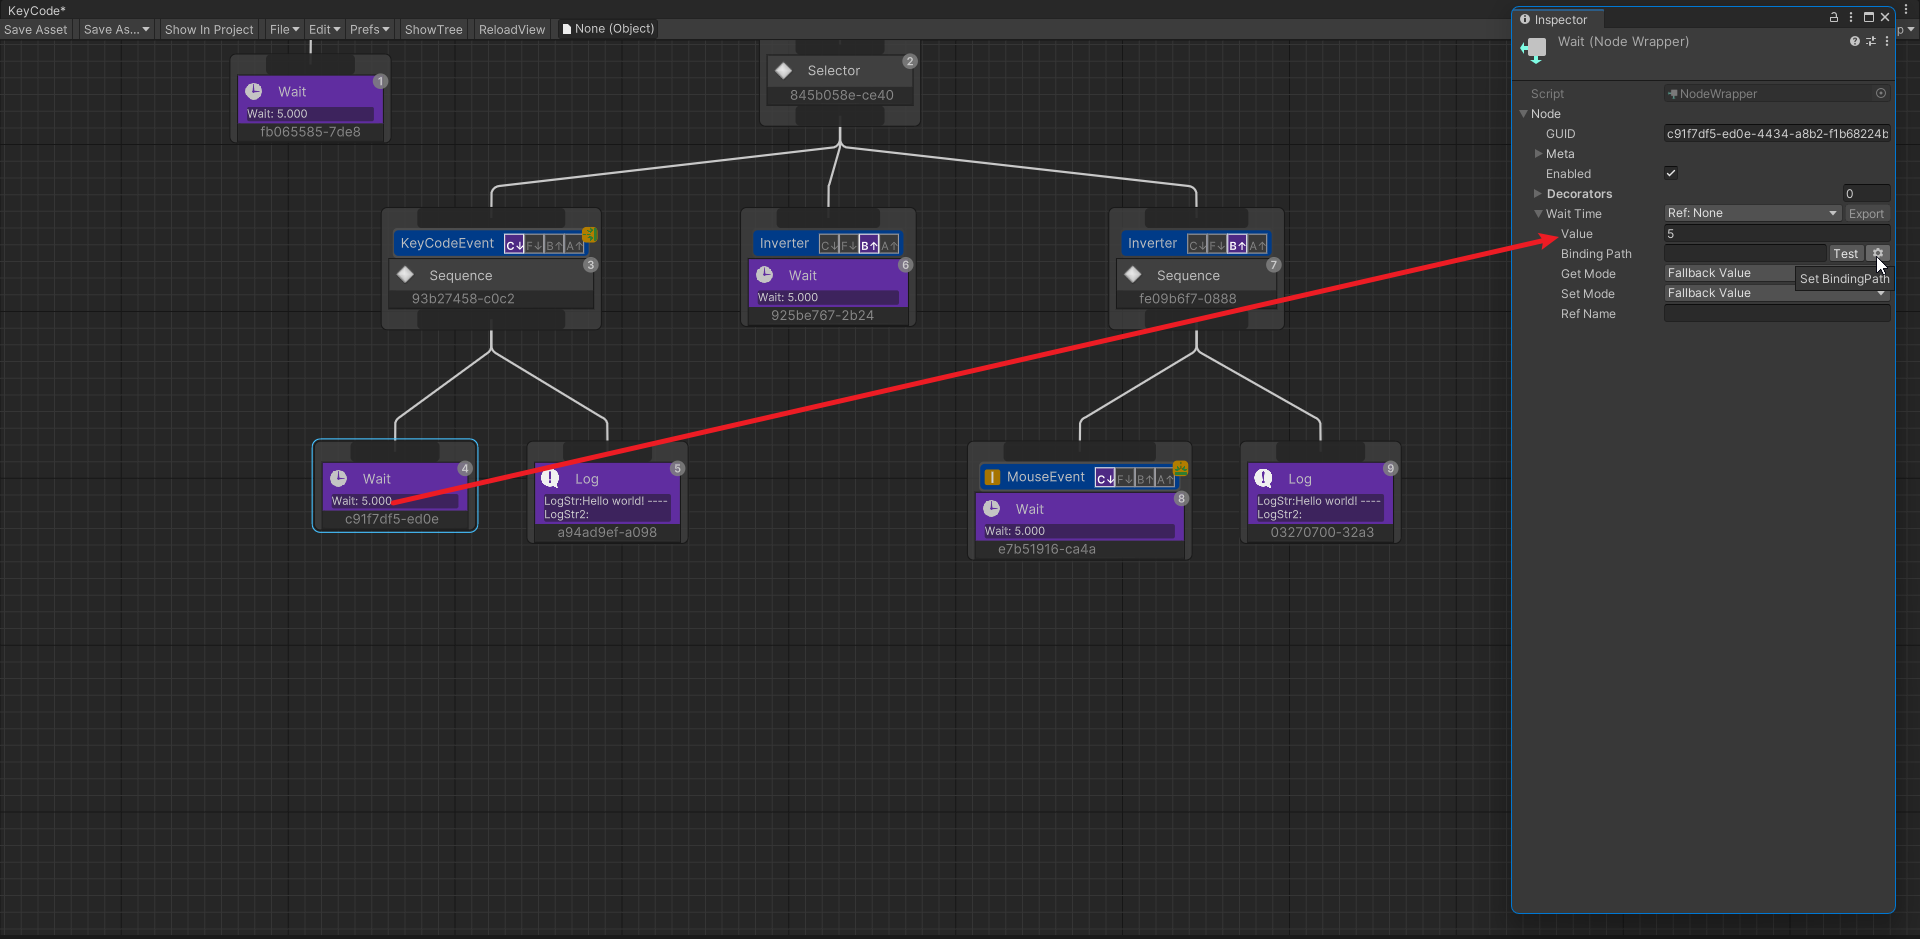 KeyCode*
Save Asset Save As... Show In Project File Edit Prefs ShowTree ReloadView None (Object)
Wait 1
Wait: 5.000
fb065585-7de8
Selector 2
845b058e-ce40
KeyCodeEvent C↓ F↓ B↑ A↑
Sequence 3
93b27458-c0c2
Inverter C↓ F↓ B↑ A↑
Wait 6
Wait: 5.000
925be767-2b24
Inverter C↓ F↓ B↑ A↑
Sequence 7
fe09b6f7-0888
Wait 4
Wait: 5.000
c91f7df5-ed0e
Log 5
LogStr:Hello world! ----
LogStr2:
a94ad9ef-a098
MouseEvent C↓ F↓ B↑ A↑
Wait 8
Wait: 5.000
e7b51916-ca4a
Log 9
LogStr:Hello world! ----
LogStr2:
03270700-32a3
Inspector
Wait (Node Wrapper)
Script NodeWrapper
Node
GUID c91f7df5-ed0e-4434-a8b2-f1b68224b
Meta
Enabled
Decorators 0
Wait Time Ref: None Export
Value 5
Binding Path Test
Get Mode Fallback Value
Set BindingPath
Set Mode Fallback Value
Ref Name